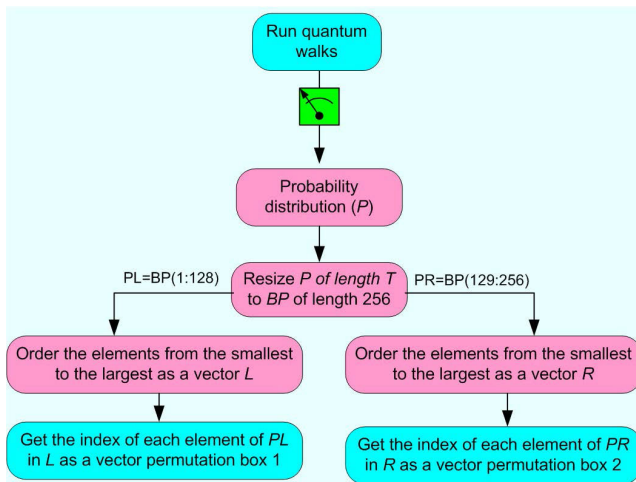 Run quantum
walks
Probability
distribution (P)
PL=BP(1:128)
Resize P of length T
to BP of length 256
PR=BP(129:256)
Order the elements from the smallest
to the largest as a vector L
Order the elements from the smallest
to the largest as a vector R
Get the index of each element of PL
in L as a vector permutation box 1
Get the index of each element of PR
in R as a vector permutation box 2